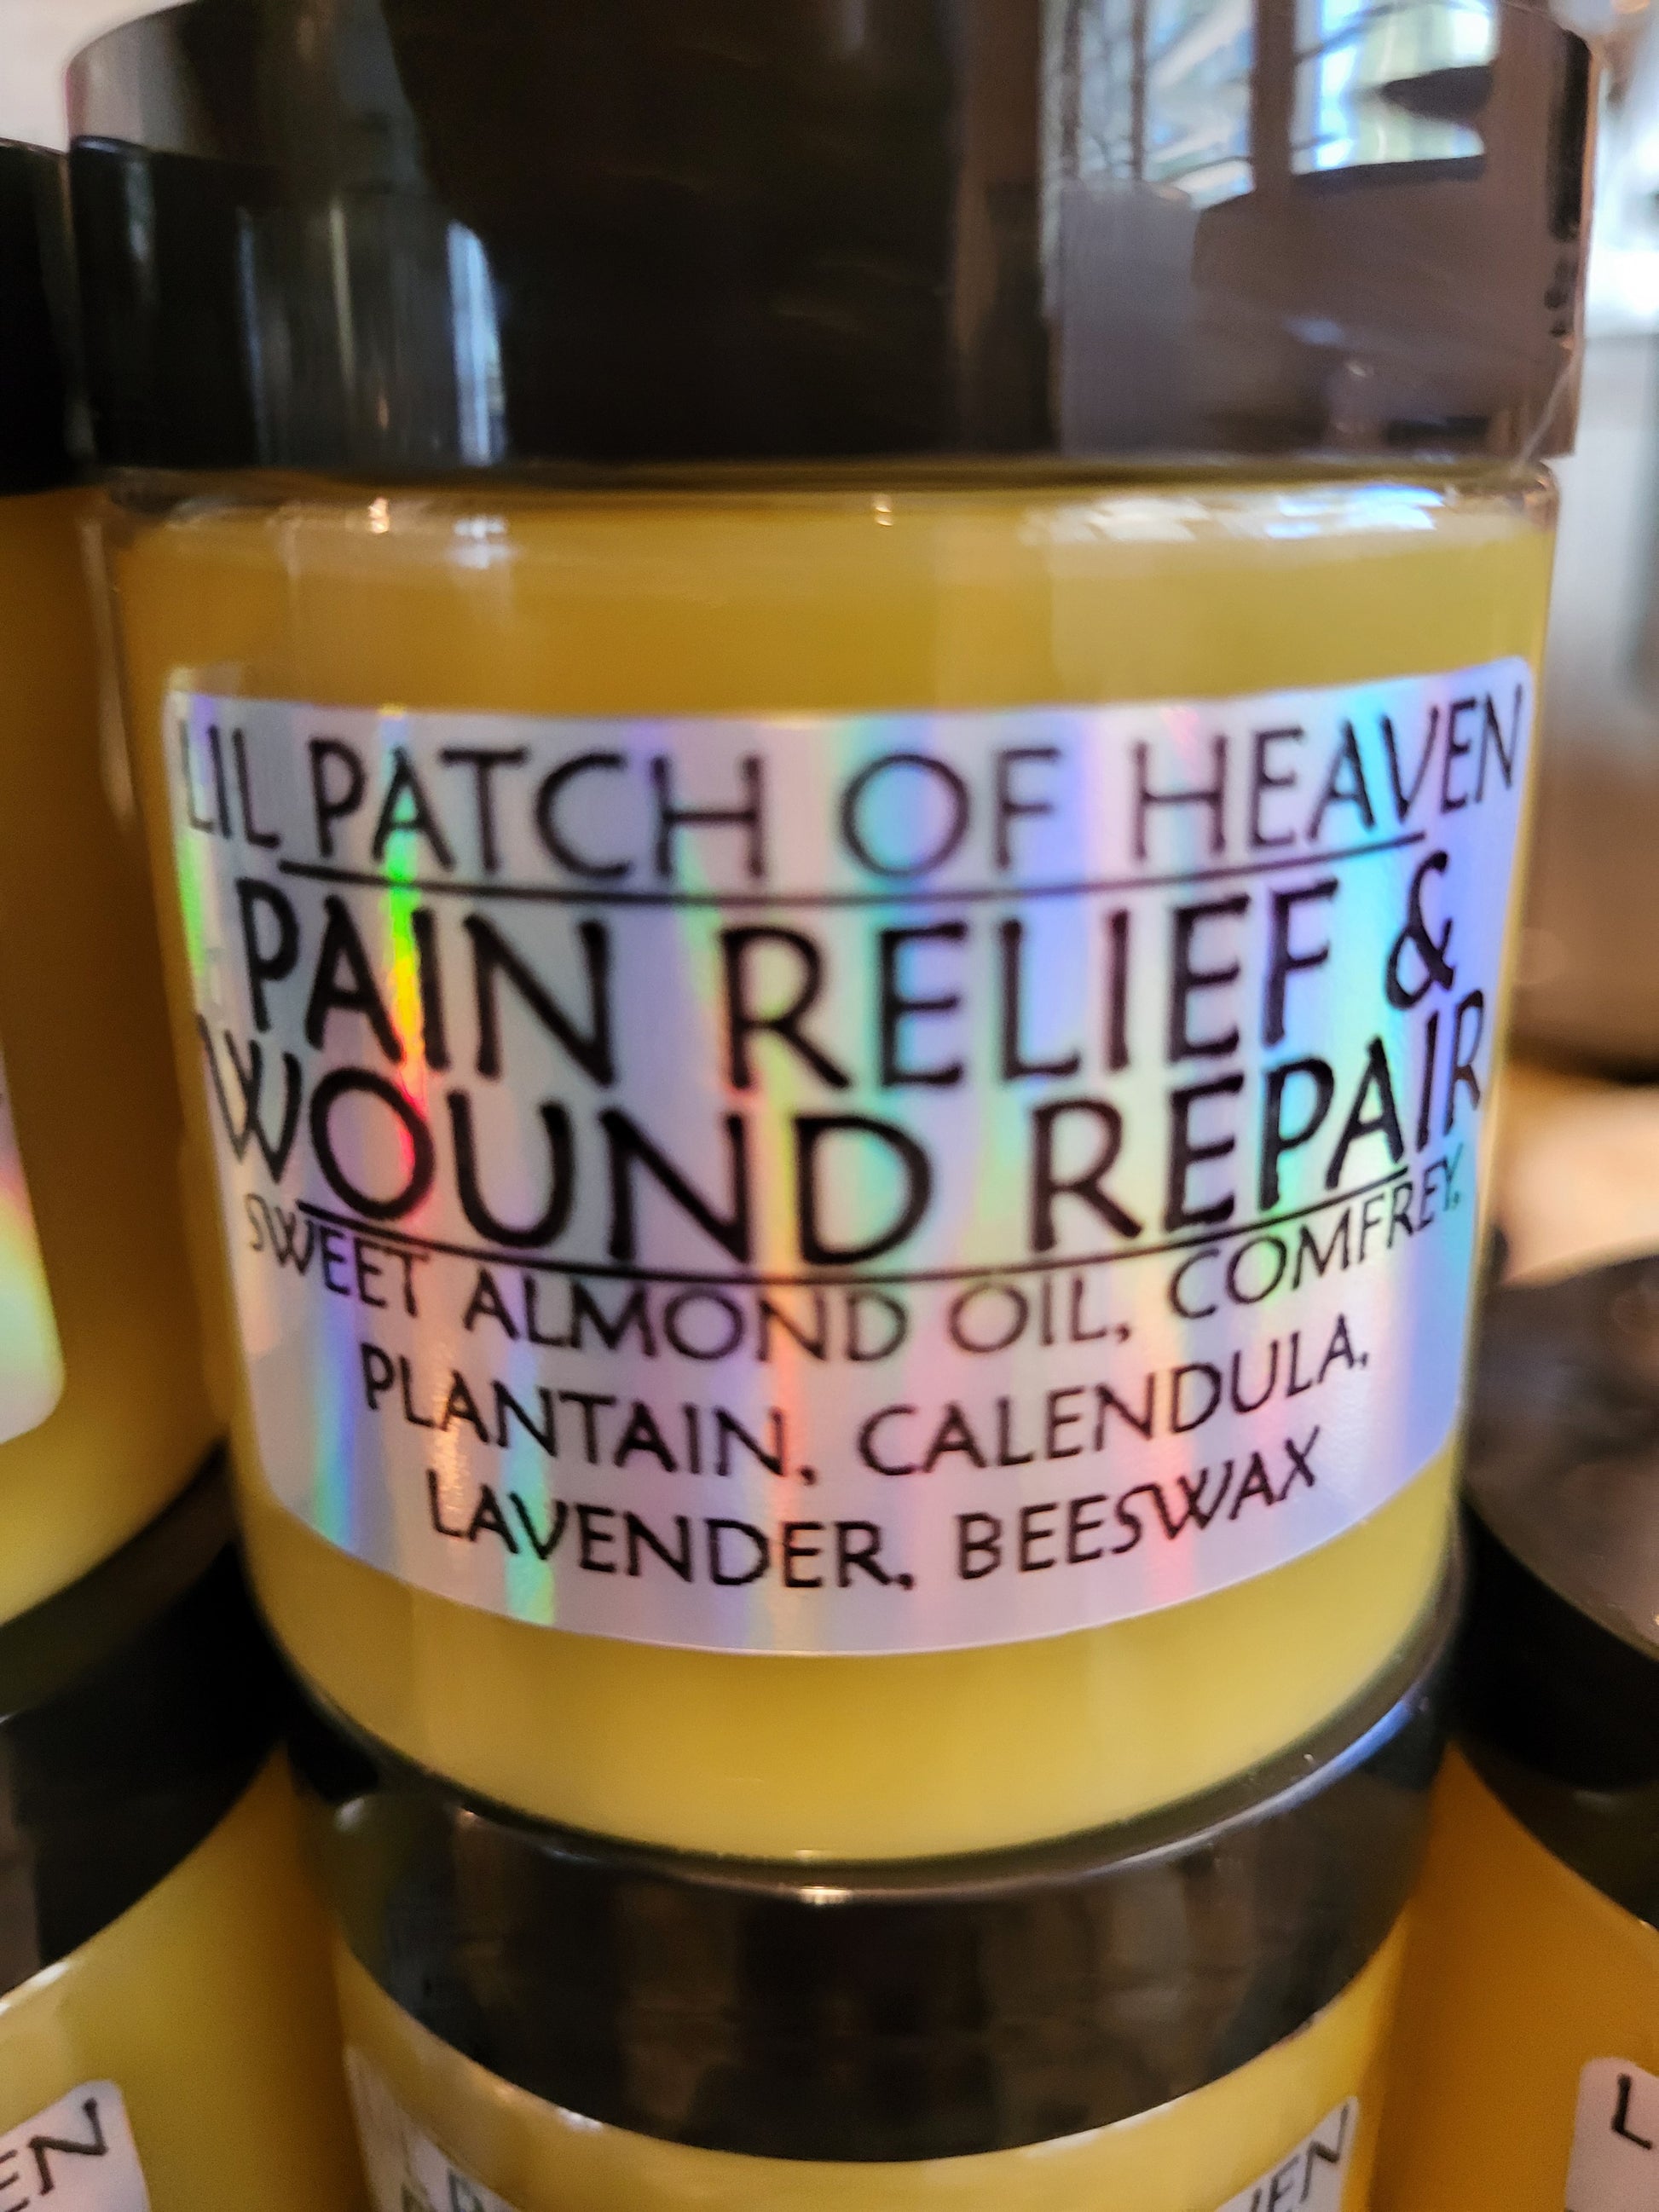 LIL PATCH OF HEAVEN
PAIN RELIEF &
WOUND REPAIR
SWEET ALMOND OIL, COMFREY,
PLANTAIN, CALENDULA,
LAVENDER, BEESWAX